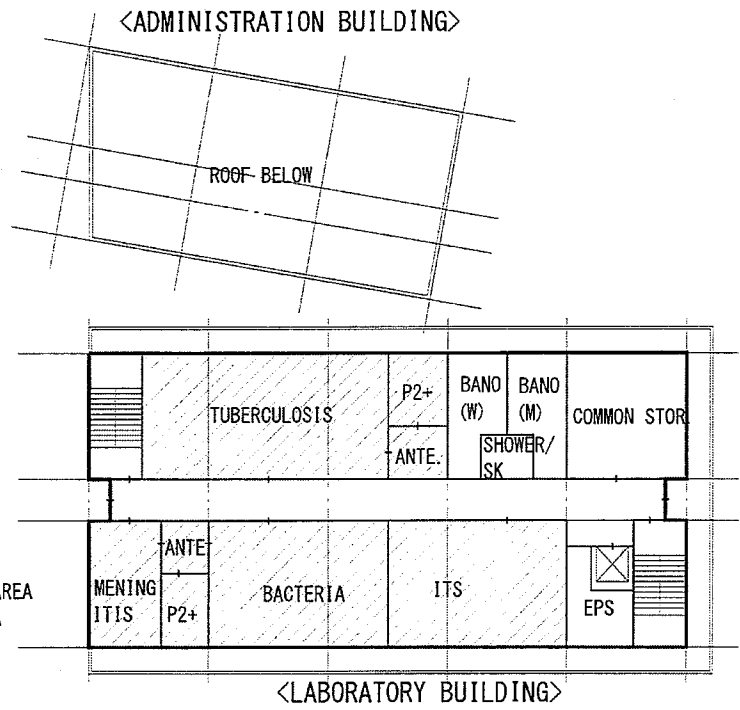 <ADMINISTRATION BUILDING>
ROOF BELOW
TUBERCULOSIS
P2+
ANTE.
BANO
(W)
BANO
(M)
SHOWER/
SK
COMMON STOR.
MENING
ITIS
ANTE
P2+
BACTERIA
ITS
EPS
AREA
<LABORATORY BUILDING>